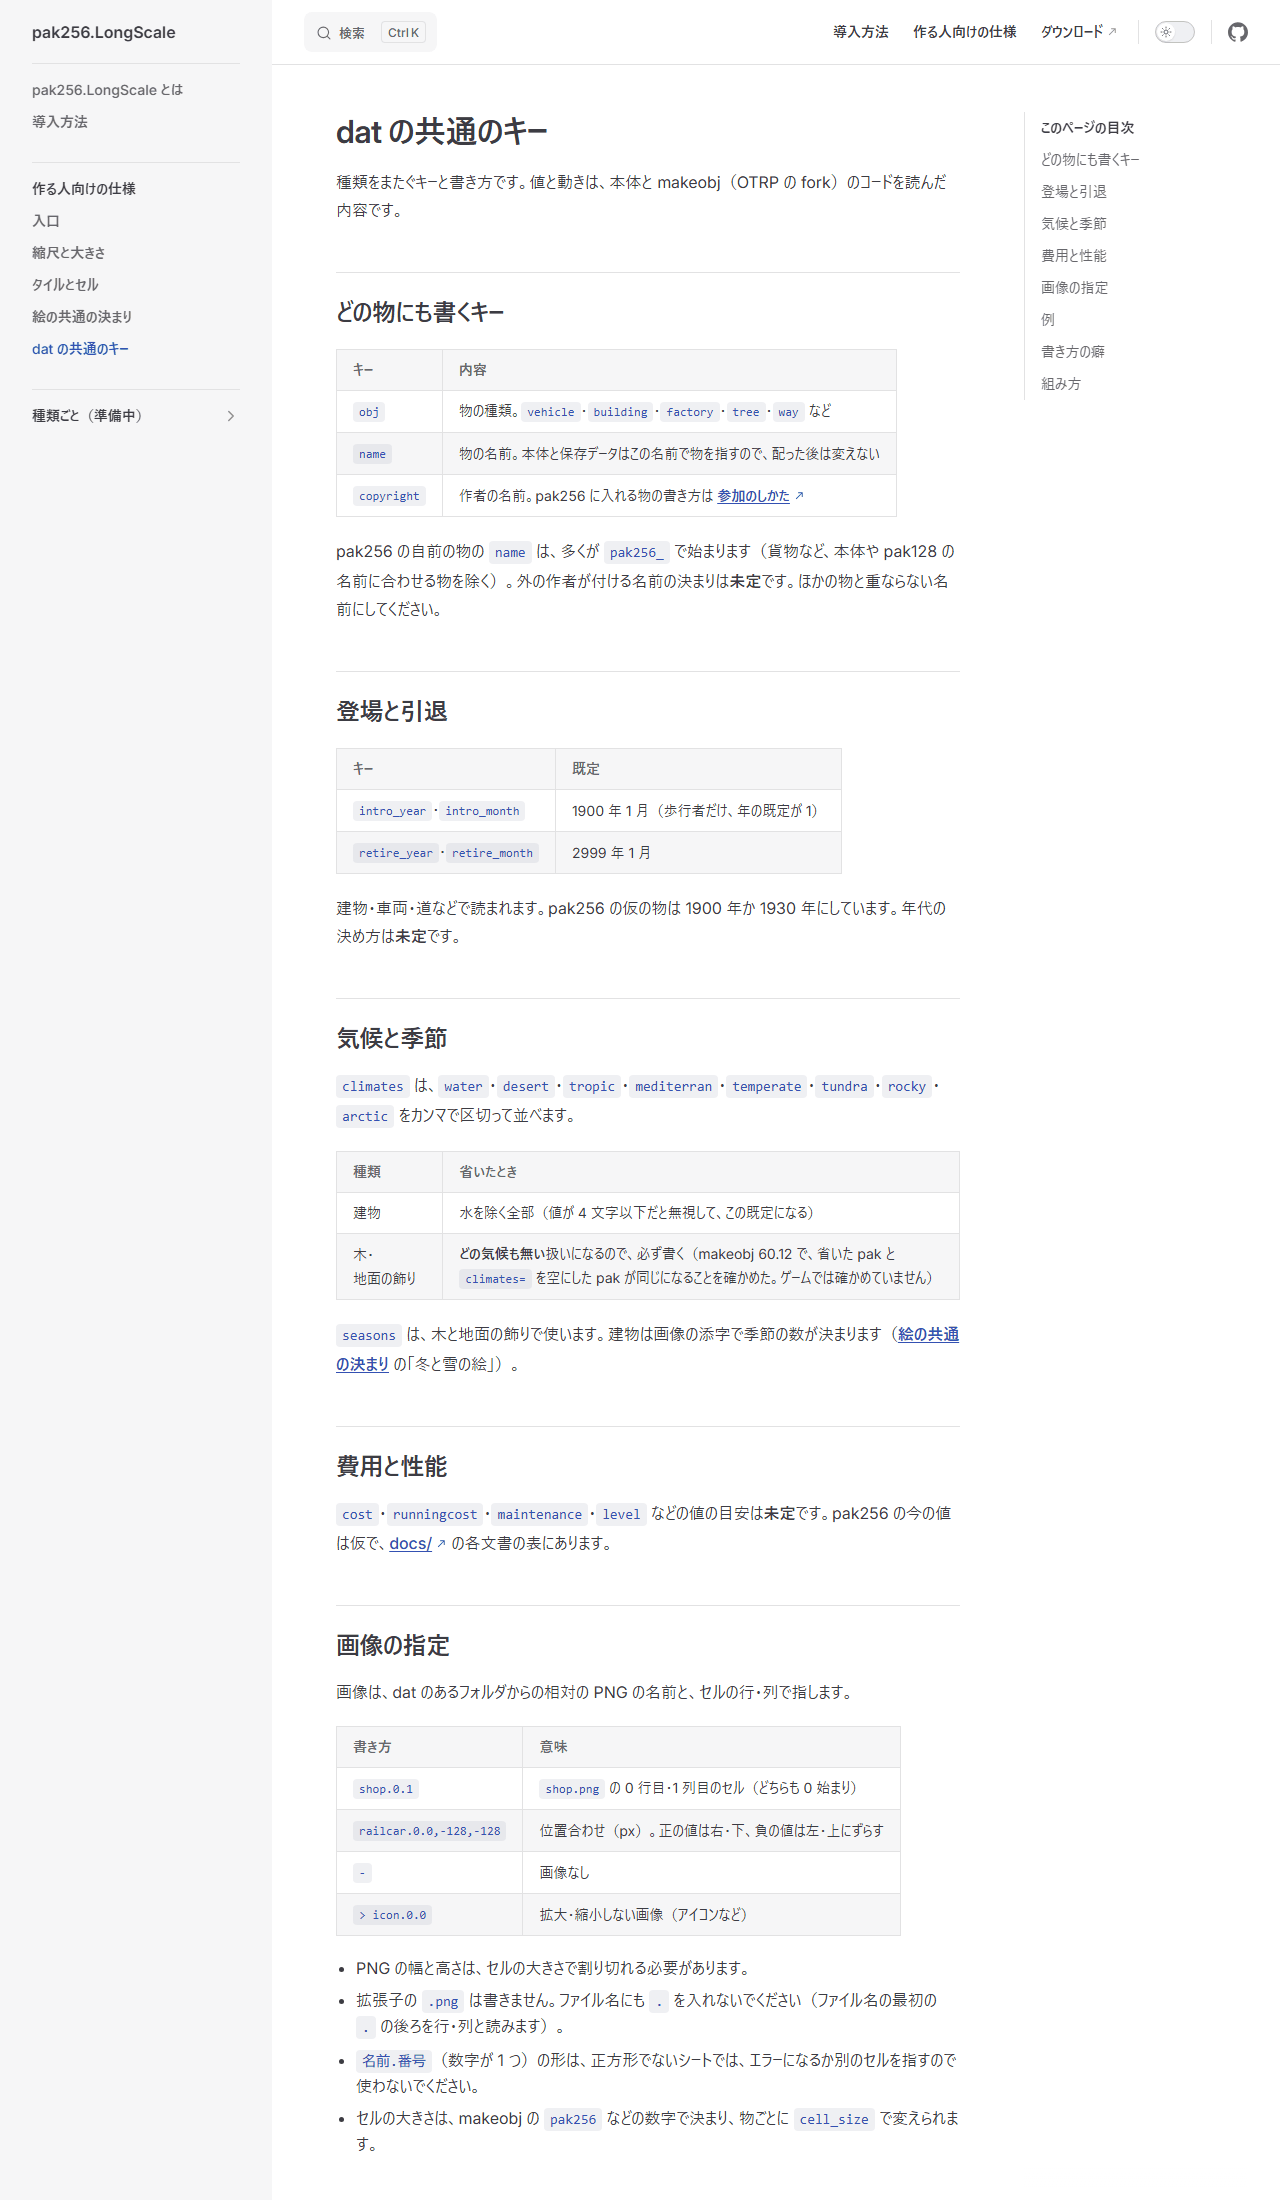 pak256.LongScale
検索 Ctrl K
導入方法 作る人向けの仕様 ダウンロード
pak256.LongScale とは
導入方法
作る人向けの仕様
入口
縮尺と大きさ
タイルとセル
絵の共通の決まり
dat の共通のキー
種類ごと（準備中）
dat の共通のキー
種類をまたぐキーと書き方です。値と動きは、本体と makeobj（OTRP の fork）のコードを読んだ
内容です。
どの物にも書くキー
キー 内容
obj 物の種類。vehicle・building・factory・tree・way など
name 物の名前。本体と保存データはこの名前で物を指すので、配った後は変えない
copyright 作者の名前。pak256 に入れる物の書き方は 参加のしかた
pak256 の自前の物の name は、多くが pak256_ で始まります（貨物など、本体や pak128 の
名前に合わせる物を除く）。外の作者が付ける名前の決まりは未定です。ほかの物と重ならない名
前にしてください。
登場と引退
キー 既定
intro_year・intro_month 1900 年 1 月（歩行者だけ、年の既定が 1）
retire_year・retire_month 2999 年 1 月
建物・車両・道などで読まれます。pak256 の仮の物は 1900 年か 1930 年にしています。年代の
決め方は未定です。
気候と季節
climates は、water・desert・tropic・mediterran・temperate・tundra・rocky・
arctic をカンマで区切って並べます。
種類 省いたとき
建物 水を除く全部（値が 4 文字以下だと無視して、この既定になる）
木・
地面の飾り どの気候も無い扱いになるので、必ず書く（makeobj 60.12 で、省いた pak と
climates= を空にした pak が同じになることを確かめた。ゲームでは確かめていません）
seasons は、木と地面の飾りで使います。建物は画像の添字で季節の数が決まります（絵の共通
の決まり の「冬と雪の絵」）。
費用と性能
cost・runningcost・maintenance・level などの値の目安は未定です。pak256 の今の値
は仮で、docs/ の各文書の表にあります。
画像の指定
画像は、dat のあるフォルダからの相対の PNG の名前と、セルの行・列で指します。
書き方 意味
shop.0.1 shop.png の 0 行目・1 列目のセル（どちらも 0 始まり）
railcar.0.0,-128,-128 位置合わせ（px）。正の値は右・下、負の値は左・上にずらす
- 画像なし
> icon.0.0 拡大・縮小しない画像（アイコンなど）
• PNG の幅と高さは、セルの大きさで割り切れる必要があります。
• 拡張子の .png は書きません。ファイル名にも . を入れないでください（ファイル名の最初の
. の後ろを行・列と読みます）。
• 名前.番号（数字が 1 つ）の形は、正方形でないシートでは、エラーになるか別のセルを指すので
使わないでください。
• セルの大きさは、makeobj の pak256 などの数字で決まり、物ごとに cell_size で変えられま
す。
このページの目次
どの物にも書くキー
登場と引退
気候と季節
費用と性能
画像の指定
例
書き方の癖
組み方